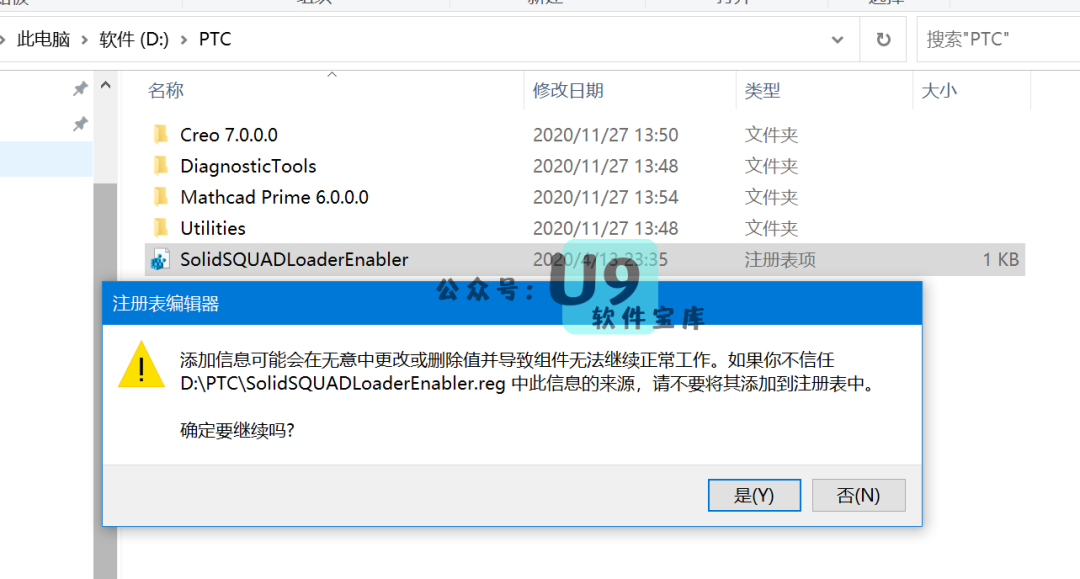 此电脑 › 软件 (D:) › PTC
搜索"PTC"
名称 修改日期 类型 大小
Creo 7.0.0.0 2020/11/27 13:50 文件夹
DiagnosticTools 2020/11/27 13:48 文件夹
Mathcad Prime 6.0.0.0 2020/11/27 13:54 文件夹
Utilities 2020/11/27 13:48 文件夹
SolidSQUADLoaderEnabler 2020/4/13 23:35 注册表项 1 KB
公众号：U9
软件宝库
注册表编辑器
添加信息可能会在无意中更改或删除值并导致组件无法继续正常工作。如果你不信任
D:\PTC\SolidSQUADLoaderEnabler.reg 中此信息的来源，请不要将其添加到注册表中。
确定要继续吗?
是(Y) 否(N)